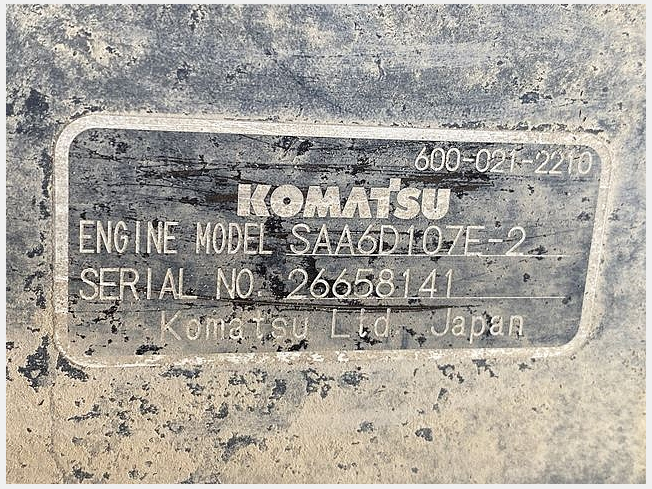 600-021-2210
KOMATSU
ENGINE MODEL SAA6D107E-2
SERIAL NO. 26658141
Komatsu Ltd. Japan